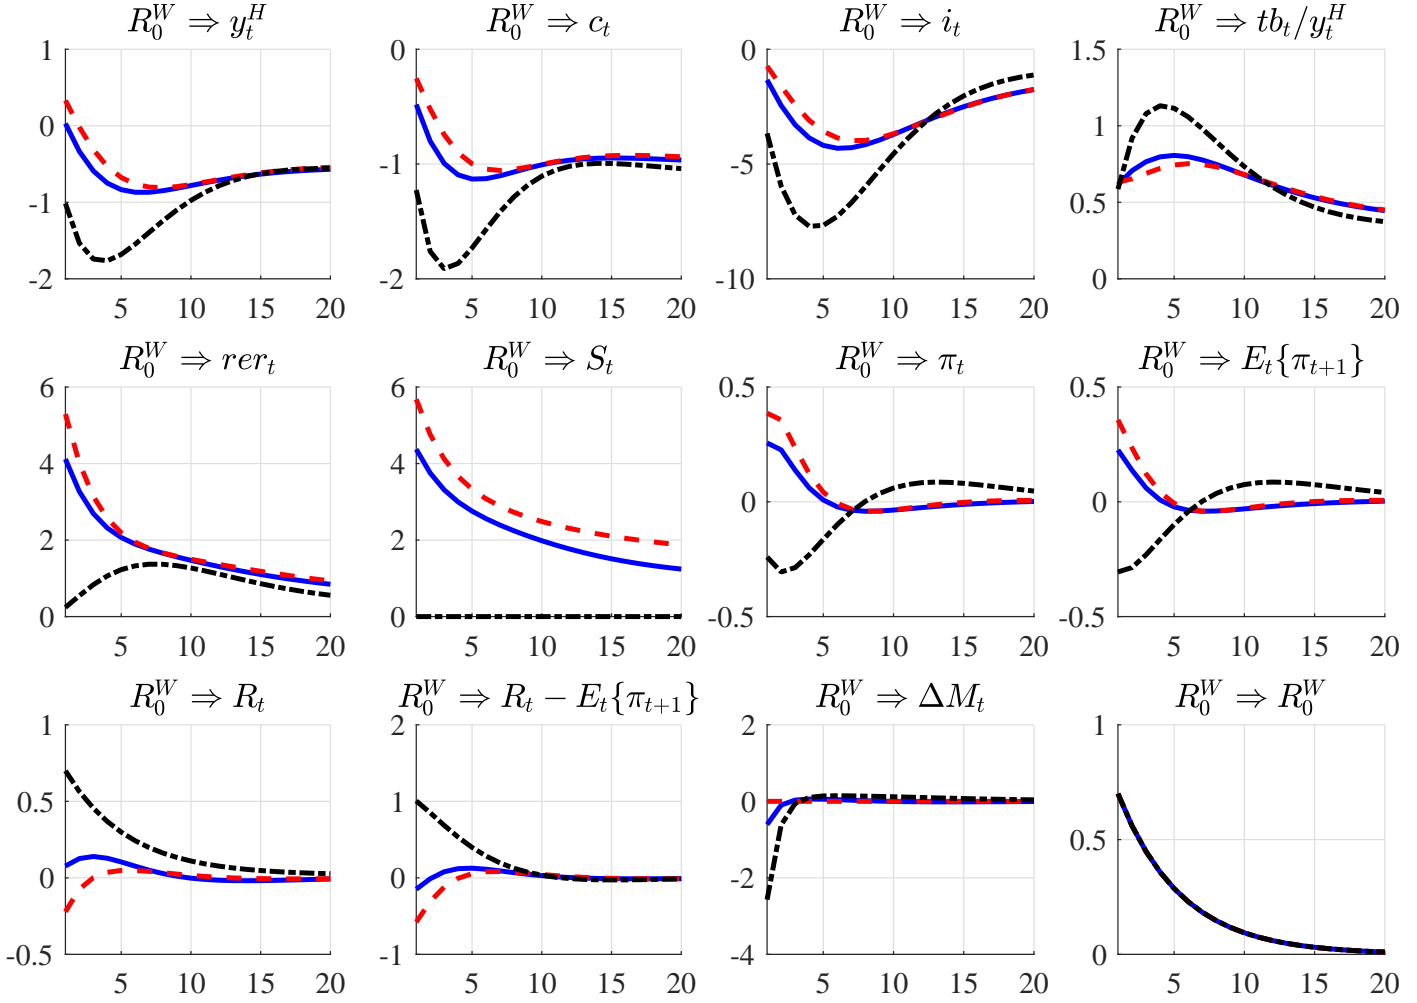 R_0^W ⇒ y_t^H
R_0^W ⇒ c_t
R_0^W ⇒ i_t
R_0^W ⇒ tb_t/y_t^H
1
0
-1
-2
5 10 15 20
0
-1
-2
5 10 15 20
0
-5
-10
5 10 15 20
1.5
1
0.5
0
5 10 15 20
R_0^W ⇒ rer_t
R_0^W ⇒ S_t
R_0^W ⇒ π_t
R_0^W ⇒ E_t{π_{t+1}}
6
4
2
0
5 10 15 20
6
4
2
0
5 10 15 20
0.5
0
-0.5
5 10 15 20
0.5
0
-0.5
5 10 15 20
R_0^W ⇒ R_t
R_0^W ⇒ R_t − E_t{π_{t+1}}
R_0^W ⇒ ΔM_t
R_0^W ⇒ R_0^W
1
0.5
0
-0.5
5 10 15 20
2
1
0
-1
5 10 15 20
2
0
-2
-4
5 10 15 20
1
0.5
0
5 10 15 20